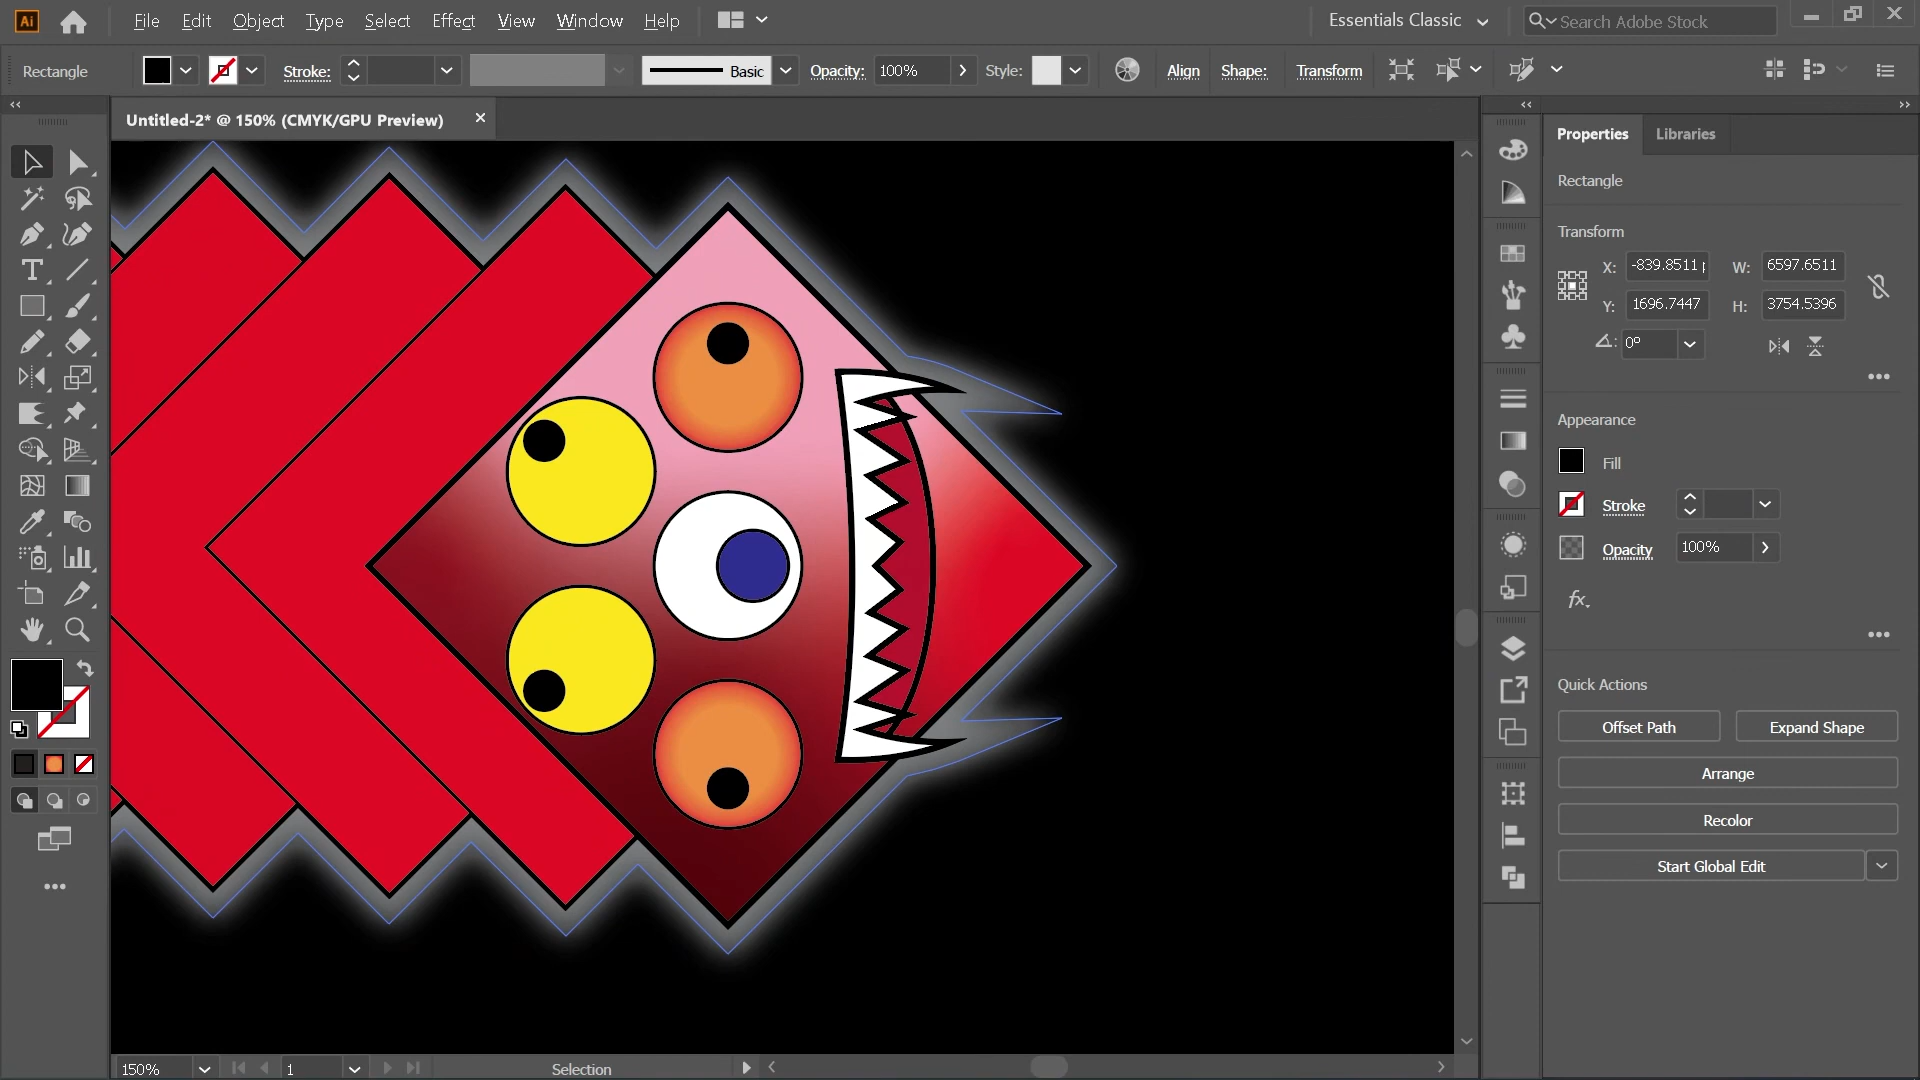 Ai File Edit Object Type Select Effect View Window Help Essentials Classic Search Adobe Stock
Rectangle Stroke: Basic Opacity: 100% Style: Align Shape: Transform
Untitled-2* @ 150% (CMYK/GPU Preview)
Properties Libraries
Rectangle
Transform
X: -839.8511 p W: 6597.6511
Y: 1696.7447 H: 3754.5396
0°
Appearance
Fill
Stroke
Opacity 100%
fx
Quick Actions
Offset Path Expand Shape
Arrange
Recolor
Start Global Edit
150% 1 Selection